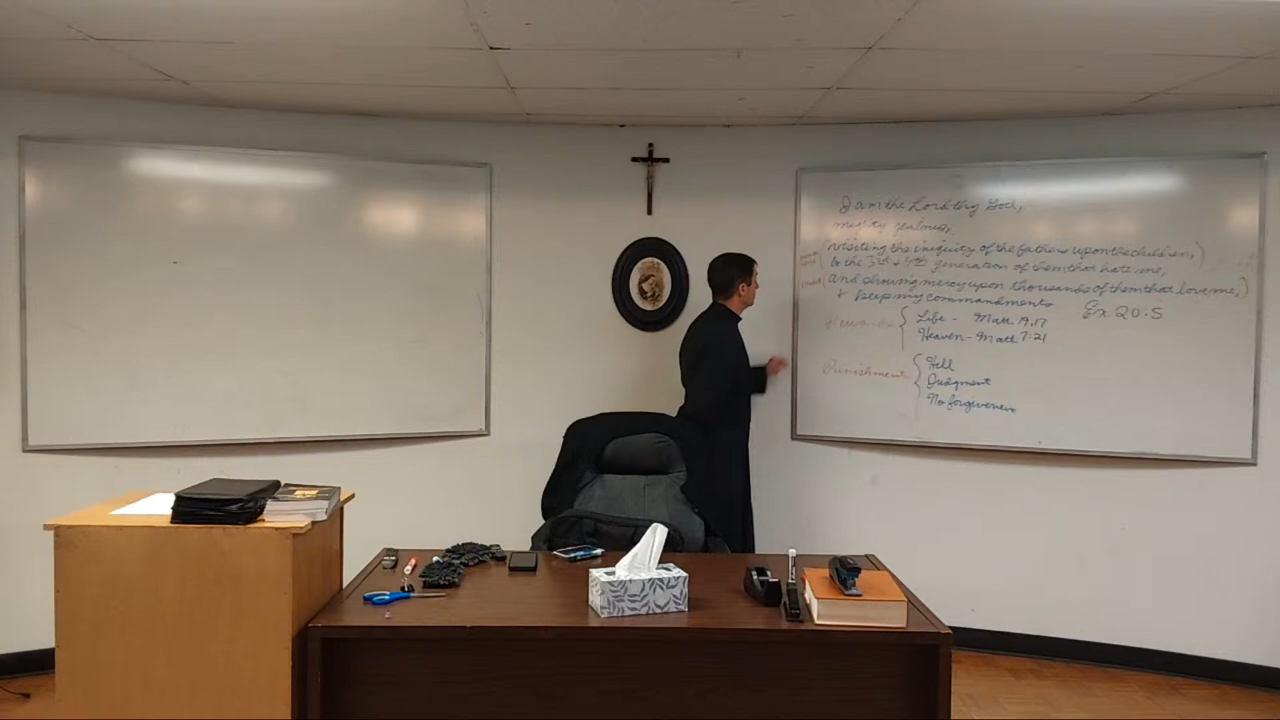 I am the Lord thy God,
mighty jealous,
(visiting the iniquity of the fathers upon the children,)
to the 3rd & 4th generation of them that hate me,
(and showing mercy upon thousands of them that love me,)
& keep my commandments Ex 20.5
Rewards { Life - Matt 19.17
Heaven - Matt 7:21
Punishments { Hell
Judgment
No forgiveness